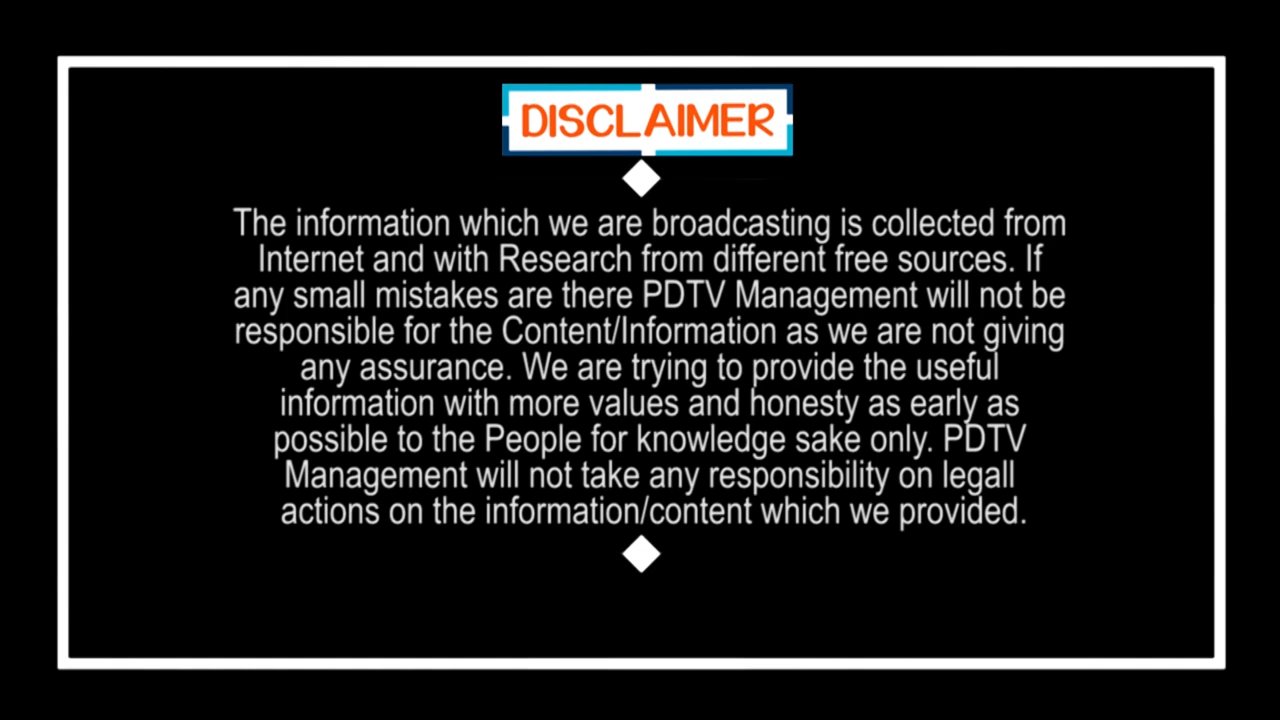 DISCLAIMER
The information which we are broadcasting is collected from
Internet and with Research from different free sources. If
any small mistakes are there PDTV Management will not be
responsible for the Content/Information as we are not giving
any assurance. We are trying to provide the useful
information with more values and honesty as early as
possible to the People for knowledge sake only. PDTV
Management will not take any responsibility on legall
actions on the information/content which we provided.